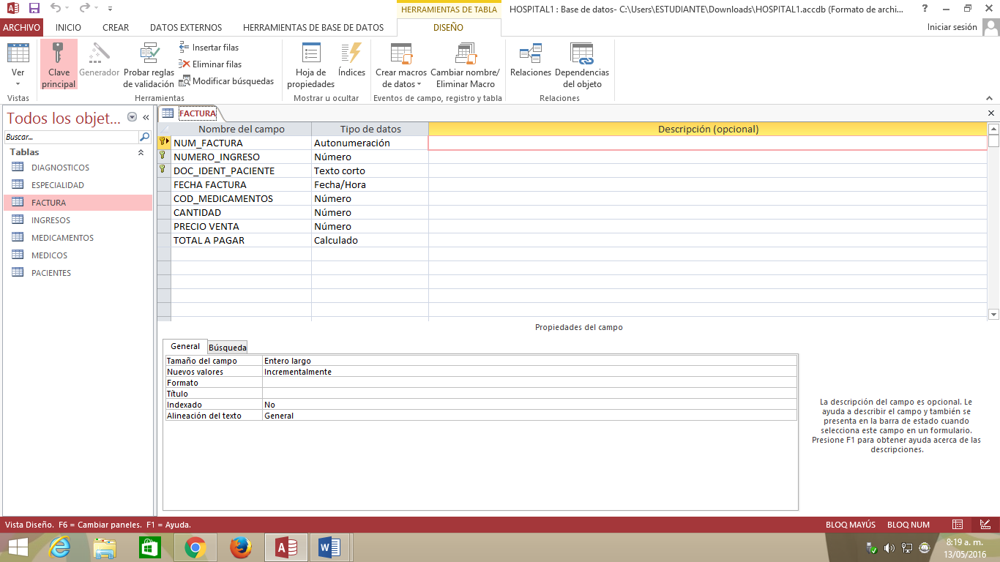 HERRAMIENTAS DE TABLA
HOSPITAL1 : Base de datos- C:\Users\ESTUDIANTE\Downloads\HOSPITAL1.accdb (Formato de archi...
ARCHIVO INICIO CREAR DATOS EXTERNOS HERRAMIENTAS DE BASE DE DATOS DISEÑO Iniciar sesión
Ver
Vistas
Clave principal
Generador
Probar reglas de validación
Insertar filas
Eliminar filas
Modificar búsquedas
Herramientas
Hoja de propiedades
Índices
Mostrar u ocultar
Crear macros de datos
Cambiar nombre/ Eliminar Macro
Eventos de campo, registro y tabla
Relaciones
Dependencias del objeto
Relaciones
Todos los objet...
Buscar...
Tablas
DIAGNOSTICOS
ESPECIALIDAD
FACTURA
INGRESOS
MEDICAMENTOS
MEDICOS
PACIENTES
FACTURA
Nombre del campo Tipo de datos Descripción (opcional)
NUM_FACTURA Autonumeración
NUMERO_INGRESO Número
DOC_IDENT_PACIENTE Texto corto
FECHA FACTURA Fecha/Hora
COD_MEDICAMENTOS Número
CANTIDAD Número
PRECIO VENTA Número
TOTAL A PAGAR Calculado
Propiedades del campo
General Búsqueda
Tamaño del campo Entero largo
Nuevos valores Incrementalmente
Formato
Título
Indexado No
Alineación del texto General
La descripción del campo es opcional. Le
ayuda a describir el campo y también se
presenta en la barra de estado cuando
selecciona este campo en un formulario.
Presione F1 para obtener ayuda acerca de las
descripciones.
Vista Diseño. F6 = Cambiar paneles. F1 = Ayuda. BLOQ MAYÚS BLOQ NUM
8:19 a. m.
13/05/2016